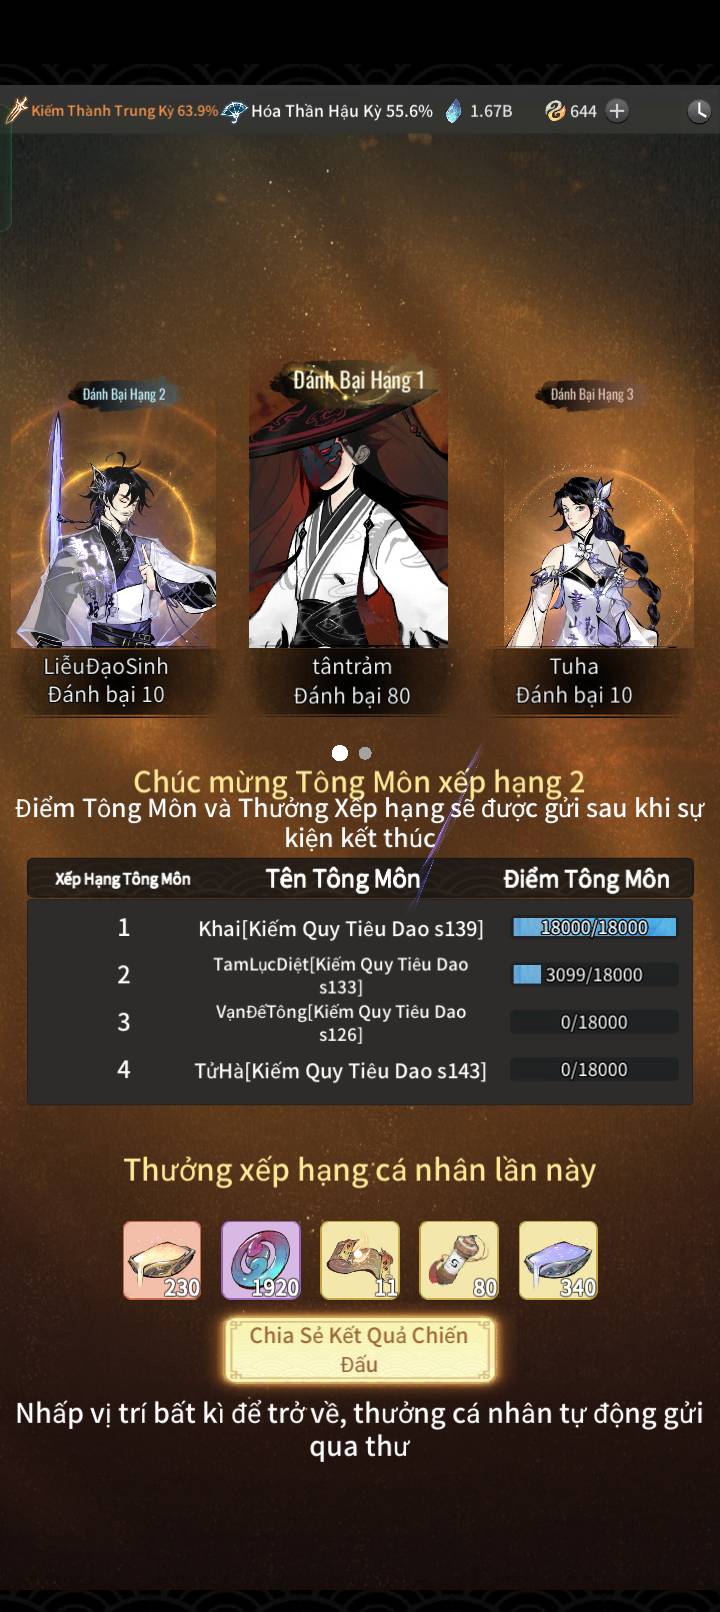 Kiếm Thành Trung Kỳ 63.9% Hóa Thần Hậu Kỳ 55.6% 1.67B 644
Đánh Bại Hạng 2
Đánh Bại Hạng 1
Đánh Bại Hạng 3
LiễuĐạoSinh
Đánh bại 10
tântrảm
Đánh bại 80
Tuha
Đánh bại 10
Chúc mừng Tông Môn xếp hạng 2
Điểm Tông Môn và Thưởng Xếp hạng sẽ được gửi sau khi sự
kiện kết thúc
Xếp Hạng Tông Môn Tên Tông Môn Điểm Tông Môn
1 Khai[Kiếm Quy Tiêu Dao s139] 18000/18000
2 TamLụcDiệt[Kiếm Quy Tiêu Dao
s133] 3099/18000
3 VạnĐếTông[Kiếm Quy Tiêu Dao
s126] 0/18000
4 TửHà[Kiếm Quy Tiêu Dao s143] 0/18000
Thưởng xếp hạng cá nhân lần này
230 1920 11 80 340
Chia Sẻ Kết Quả Chiến
Đấu
Nhấp vị trí bất kì để trở về, thưởng cá nhân tự động gửi
qua thư